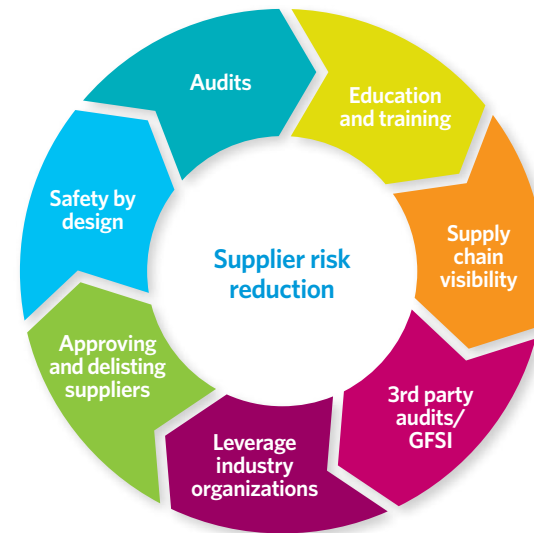 Audits
Education
and training
Supply
chain
visibility
3rd party
audits/
GFSI
Leverage
industry
organizations
Approving
and delisting
suppliers
Safety by
design
Supplier risk
reduction